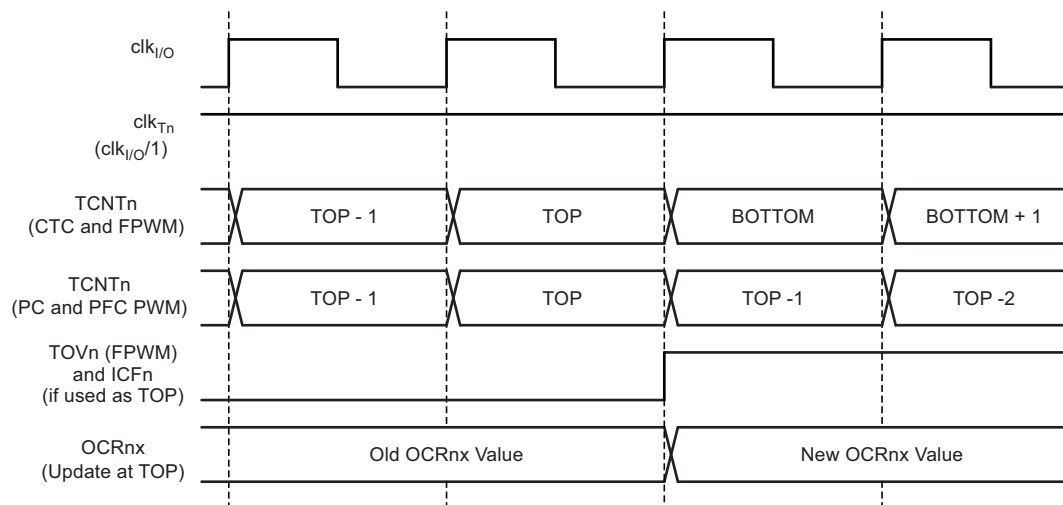 clkI/O
clkTn
(clkI/O/1)
TCNTn
(CTC and FPWM)
TOP - 1
TOP
BOTTOM
BOTTOM + 1
TCNTn
(PC and PFC PWM)
TOP - 1
TOP
TOP -1
TOP -2
TOVn (FPWM)
and ICFn
(if used as TOP)
OCRnx
(Update at TOP)
Old OCRnx Value
New OCRnx Value